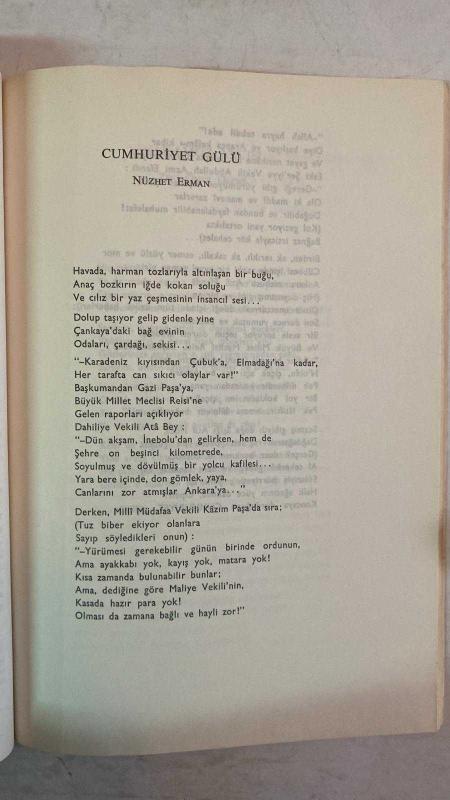 CUMHURİYET GÜLÜ
NÜZHET ERMAN
Havada, harman tozlarıyla altınlaşan bir buğu,
Anaç bozkırın iğde kokan soluğu
Ve cılız bir yaz çeşmesinin insancıl sesi...
Dolup taşıyor gelip gidenle yine
Çankaya'daki bağ evinin
Odaları, çardağı, sekisi...
"–Karadeniz kıyısından Çubuk'a, Elmadağı'na kadar,
Her tarafta can sıkıcı olaylar var!"
Başkumandan Gazi Paşa'ya,
Büyük Millet Meclisi Reisi'ne
Gelen raporları açıklıyor
Dahiliye Vekili Atâ Bey :
"–Dün akşam, İnebolu'dan gelirken, hem de
Şehre on beşinci kilometrede,
Soyulmuş ve dövülmüş bir yolcu kafilesi...
Yara bere içinde, don gömlek, yaya,
Canlarını zor atmışlar Ankara'ya..."
Derken, Millî Müdafaa Vekili Kâzım Paşa'da sıra;
(Tuz biber ekiyor olanlara
Sayıp söyledikleri onun) :
"–Yürümesi gerekebilir günün birinde ordunun,
Ama ayakkabı yok, kayış yok, matara yok!
Kısa zamanda bulunabilir bunlar;
Ama, dediğine göre Maliye Vekili'nin,
Kasada hazır para yok!
Olması da zamana bağlı ve hayli zor!"